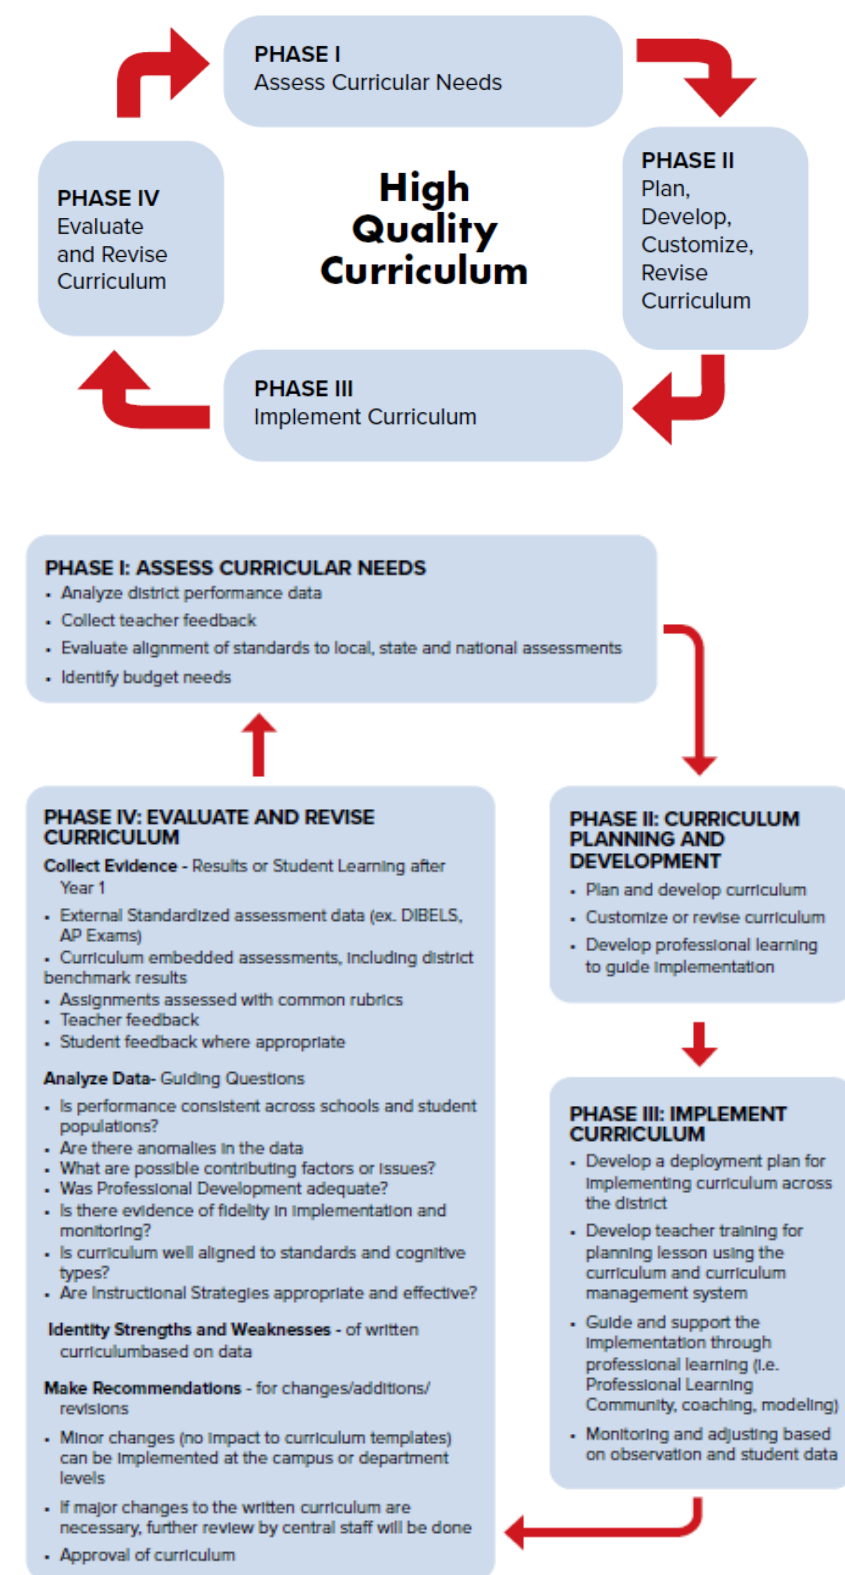 PHASE I
Assess Curricular Needs
PHASE II
Plan,
Develop,
Customize,
Revise
Curriculum
PHASE IV
Evaluate
and Revise
Curriculum
High
Quality
Curriculum
PHASE III
Implement Curriculum
PHASE I: ASSESS CURRICULAR NEEDS
• Analyze district performance data
• Collect teacher feedback
• Evaluate alignment of standards to local, state and national assessments
• Identify budget needs
PHASE II: CURRICULUM
PLANNING AND
DEVELOPMENT
• Plan and develop curriculum
• Customize or revise curriculum
• Develop professional learning
to guide implementation
PHASE III: IMPLEMENT
CURRICULUM
• Develop a deployment plan for
implementing curriculum across
the district
• Develop teacher training for
planning lesson using the
curriculum and curriculum
management system
• Guide and support the
implementation through
professional learning (i.e.
Professional Learning
Community, coaching, modeling)
• Monitoring and adjusting based
on observation and student data
PHASE IV: EVALUATE AND REVISE
CURRICULUM
Collect Evidence - Results or Student Learning after
Year 1
• External Standardized assessment data (ex. DIBELS,
AP Exams)
• Curriculum embedded assessments, including district
benchmark results
• Assignments assessed with common rubrics
• Teacher feedback
• Student feedback where appropriate
Analyze Data- Guiding Questions
• Is performance consistent across schools and student
populations?
• Are there anomalies in the data
• What are possible contributing factors or issues?
• Was Professional Development adequate?
• Is there evidence of fidelity in implementation and
monitoring?
• Is curriculum well aligned to standards and cognitive
types?
• Are Instructional Strategies appropriate and effective?
Identity Strengths and Weaknesses - of written
curriculumbased on data
Make Recommendations - for changes/additions/
revisions
• Minor changes (no impact to curriculum templates)
can be implemented at the campus or department
levels
• If major changes to the written curriculum are
necessary, further review by central staff will be done
• Approval of curriculum